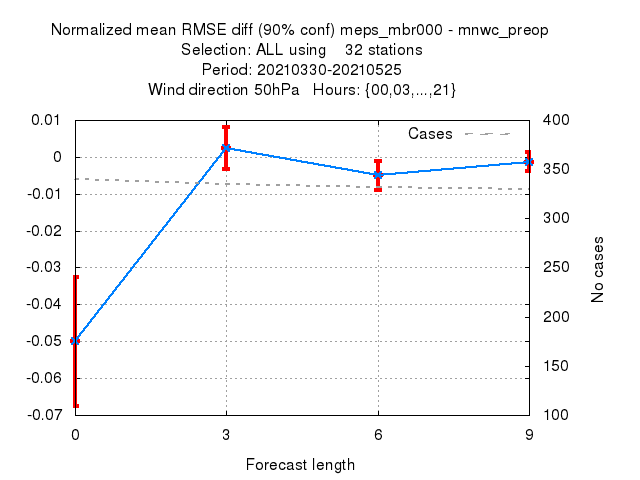 Normalized mean RMSE diff (90% conf) meps_mbr000 - mnwc_preop
Selection: ALL using    32 stations
Period: 20210330-20210525
Wind direction 50hPa   Hours: {00,03,...,21}
0.01
0
-0.01
-0.02
-0.03
-0.04
-0.05
-0.06
-0.07
Cases
400
350
300
250
200
150
100
No cases
0 3 6 9
Forecast length